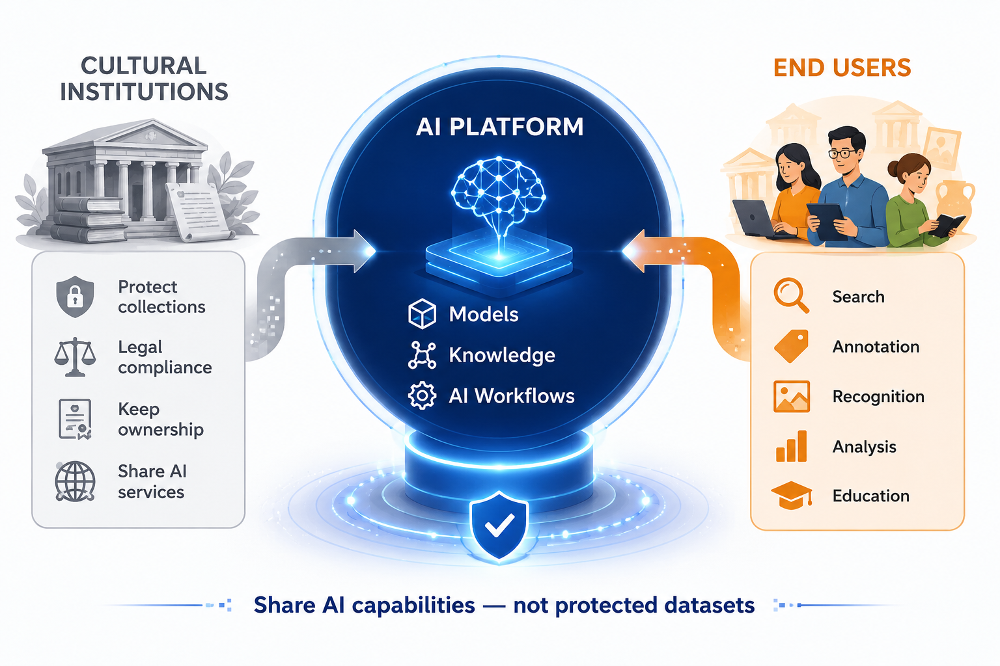 CULTURAL
INSTITUTIONS
Protect
collections
Legal
compliance
Keep
ownership
Share AI
services
AI PLATFORM
Models
Knowledge
AI Workflows
END USERS
Search
Annotation
Recognition
Analysis
Education
Share AI capabilities — not protected datasets